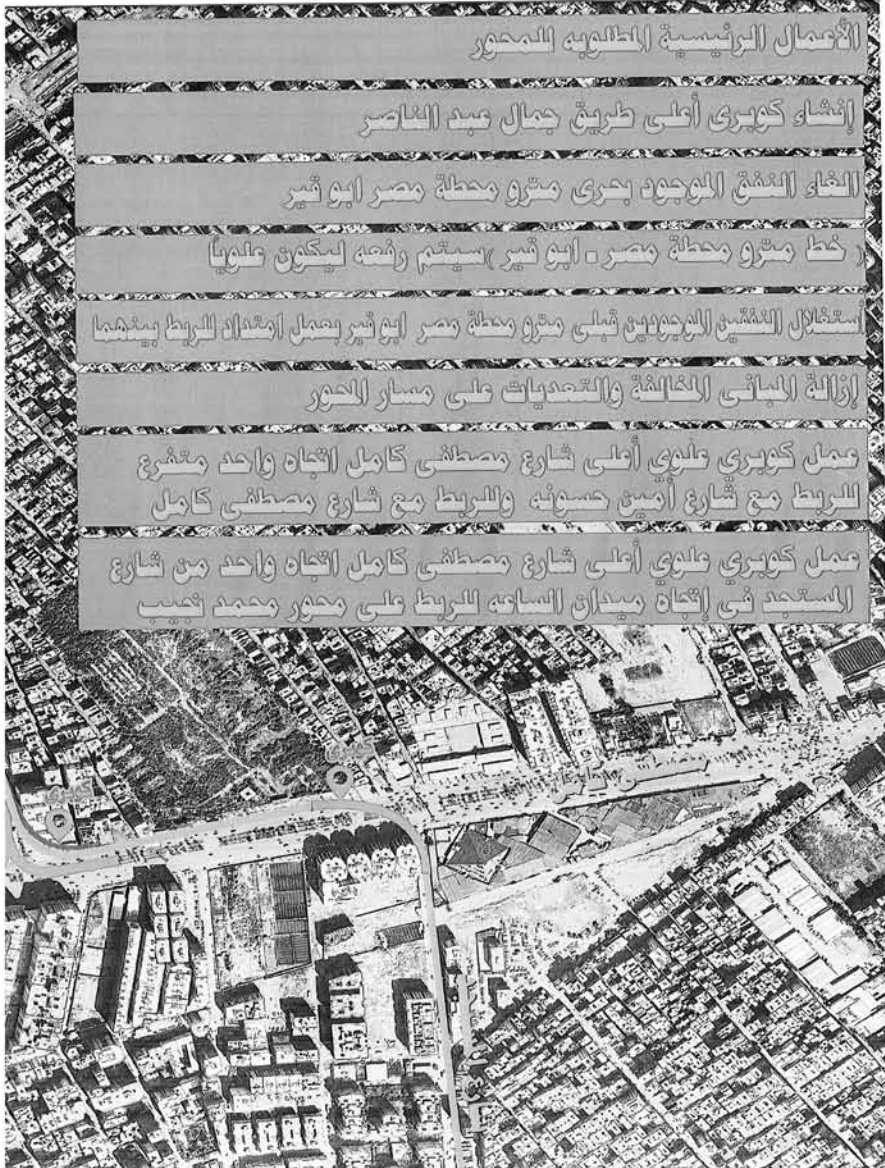 الأعمال الرئيسية المطلوبه للمحور
إنشاء كوبرى أعلى طريق جمال عبد الناصر
الغاء النفق الموجود بحرى مترو محطة مصر ابو قير
( خط مترو محطة مصر - ابو قير )سيتم رفعه ليكون علوياً
أستغلال النفقين الموجودين قبلى مترو محطة مصر ابو قير بعمل امتداد للربط بينهما
إزالة المبانى المخالفة والتعديات على مسار المحور
عمل كوبري علوي أعلى شارع مصطفى كامل اتجاه واحد متفرع
للربط مع شارع أمين حسونه وللربط مع شارع مصطفى كامل
عمل كوبري علوي أعلى شارع مصطفى كامل اتجاه واحد من شارع
المستجد فى إتجاه ميدان الساعه للربط على محور محمد نجيب
كوبرى
كوبرى